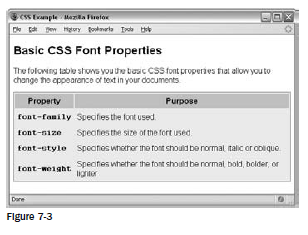 CSS Example - Mozilla Firefox
File Edit View History Bookmarks Tools Help
Basic CSS Font Properties
The following table shows you the basic CSS font properties that allow you to
change the appearance of text in your documents.
Property Purpose
font-family Specifies the font used.
font-size Specifies the size of the font used.
font-style Specifies whether the font should be normal, italic or oblique.
font-weight Specifies whether the font should be normal, bold, bolder, or
lighter
Done
Figure 7-3